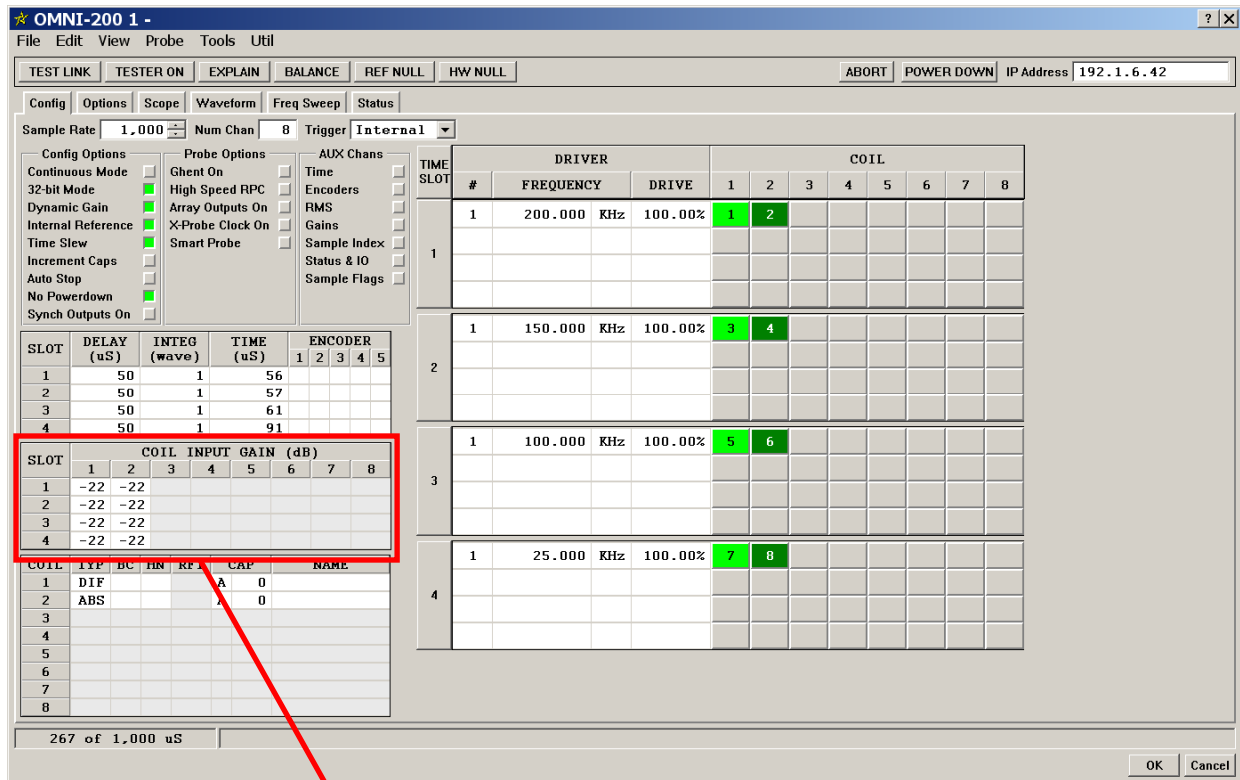 OMNI-200 1 -
File Edit View Probe Tools Util
TEST LINK TESTER ON EXPLAIN BALANCE REF NULL HW NULL ABORT POWER DOWN IP Address 192.1.6.42
Config Options Scope Waveform Freq Sweep Status
Sample Rate 1,000 Num Chan 8 Trigger Internal
Config Options
Continuous Mode
32-bit Mode
Dynamic Gain
Internal Reference
Time Slew
Increment Caps
Auto Stop
No Powerdown
Synch Outputs On
Probe Options
Ghent On
High Speed RPC
Array Outputs On
X-Probe Clock On
Smart Probe
AUX Chans
Time
Encoders
RMS
Gains
Sample Index
Status & IO
Sample Flags
SLOT DELAY (uS) INTEG (wave) TIME (uS) ENCODER 1 2 3 4 5
1 50 1 56
2 50 1 57
3 50 1 61
4 50 1 91
SLOT COIL INPUT GAIN (dB)
1 2 3 4 5 6 7 8
1 -22 -22
2 -22 -22
3 -22 -22
4 -22 -22
COIL TYP BC HN CAP NAME
1 DIF A 0
2 ABS 0
3
4
5
6
7
8
TIME SLOT DRIVER COIL
# FREQUENCY DRIVE 1 2 3 4 5 6 7 8
1 1 200.000 KHz 100.00% 1 2
2 1 150.000 KHz 100.00% 3 4
3 1 100.000 KHz 100.00% 5 6
4 1 25.000 KHz 100.00% 7 8
267 of 1,000 uS
OK Cancel